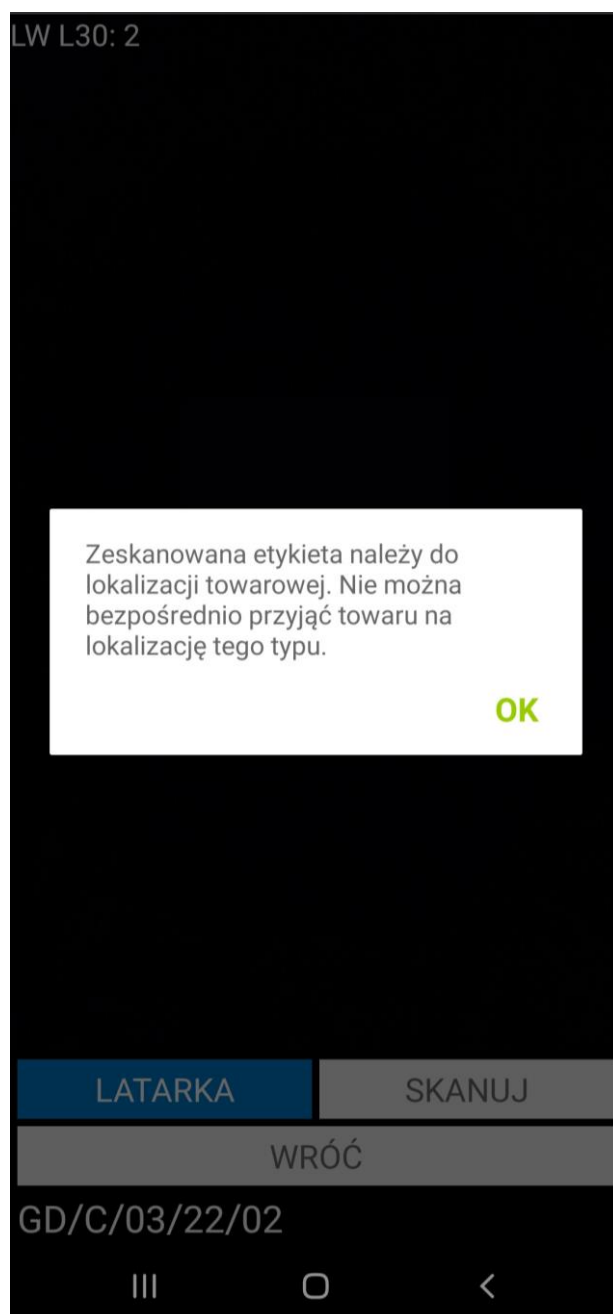 LW L30: 2
Zeskanowana etykieta należy do
lokalizacji towarowej. Nie można
bezpośrednio przyjąć towaru na
lokalizację tego typu.
OK
LATARKA
SKANUJ
WRÓĆ
GD/C/03/22/02